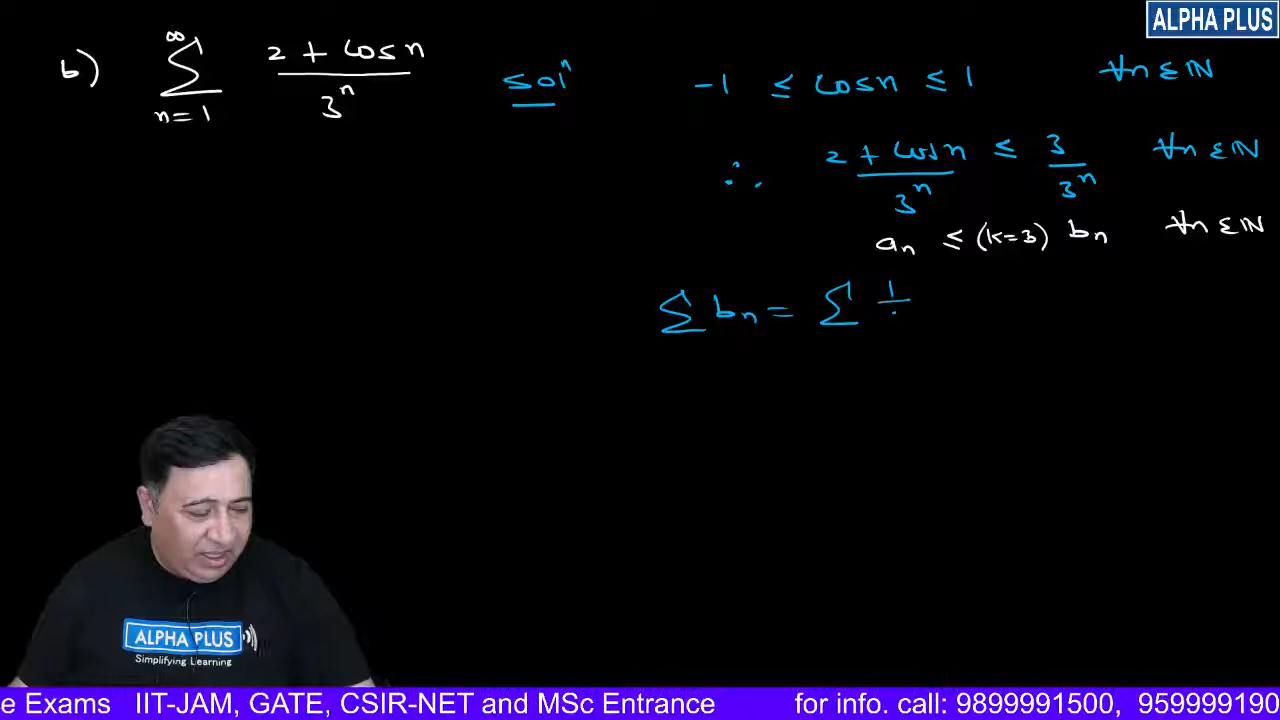 ALPHA PLUS
b) ∞ ∑ n=1 2 + cos n / 3^n
sol^n
-1 ≤ cos n ≤ 1 ∀n ∈ ℕ
∴ 2 + cos n / 3^n ≤ 3 / 3^n ∀n ∈ ℕ
a_n ≤ (k=3) b_n ∀n ∈ ℕ
∑ b_n = ∑ 1
ALPHA PLUS
Simplifying Learning
e Exams IIT-JAM, GATE, CSIR-NET and MSc Entrance for info. call: 9899991500, 959999190